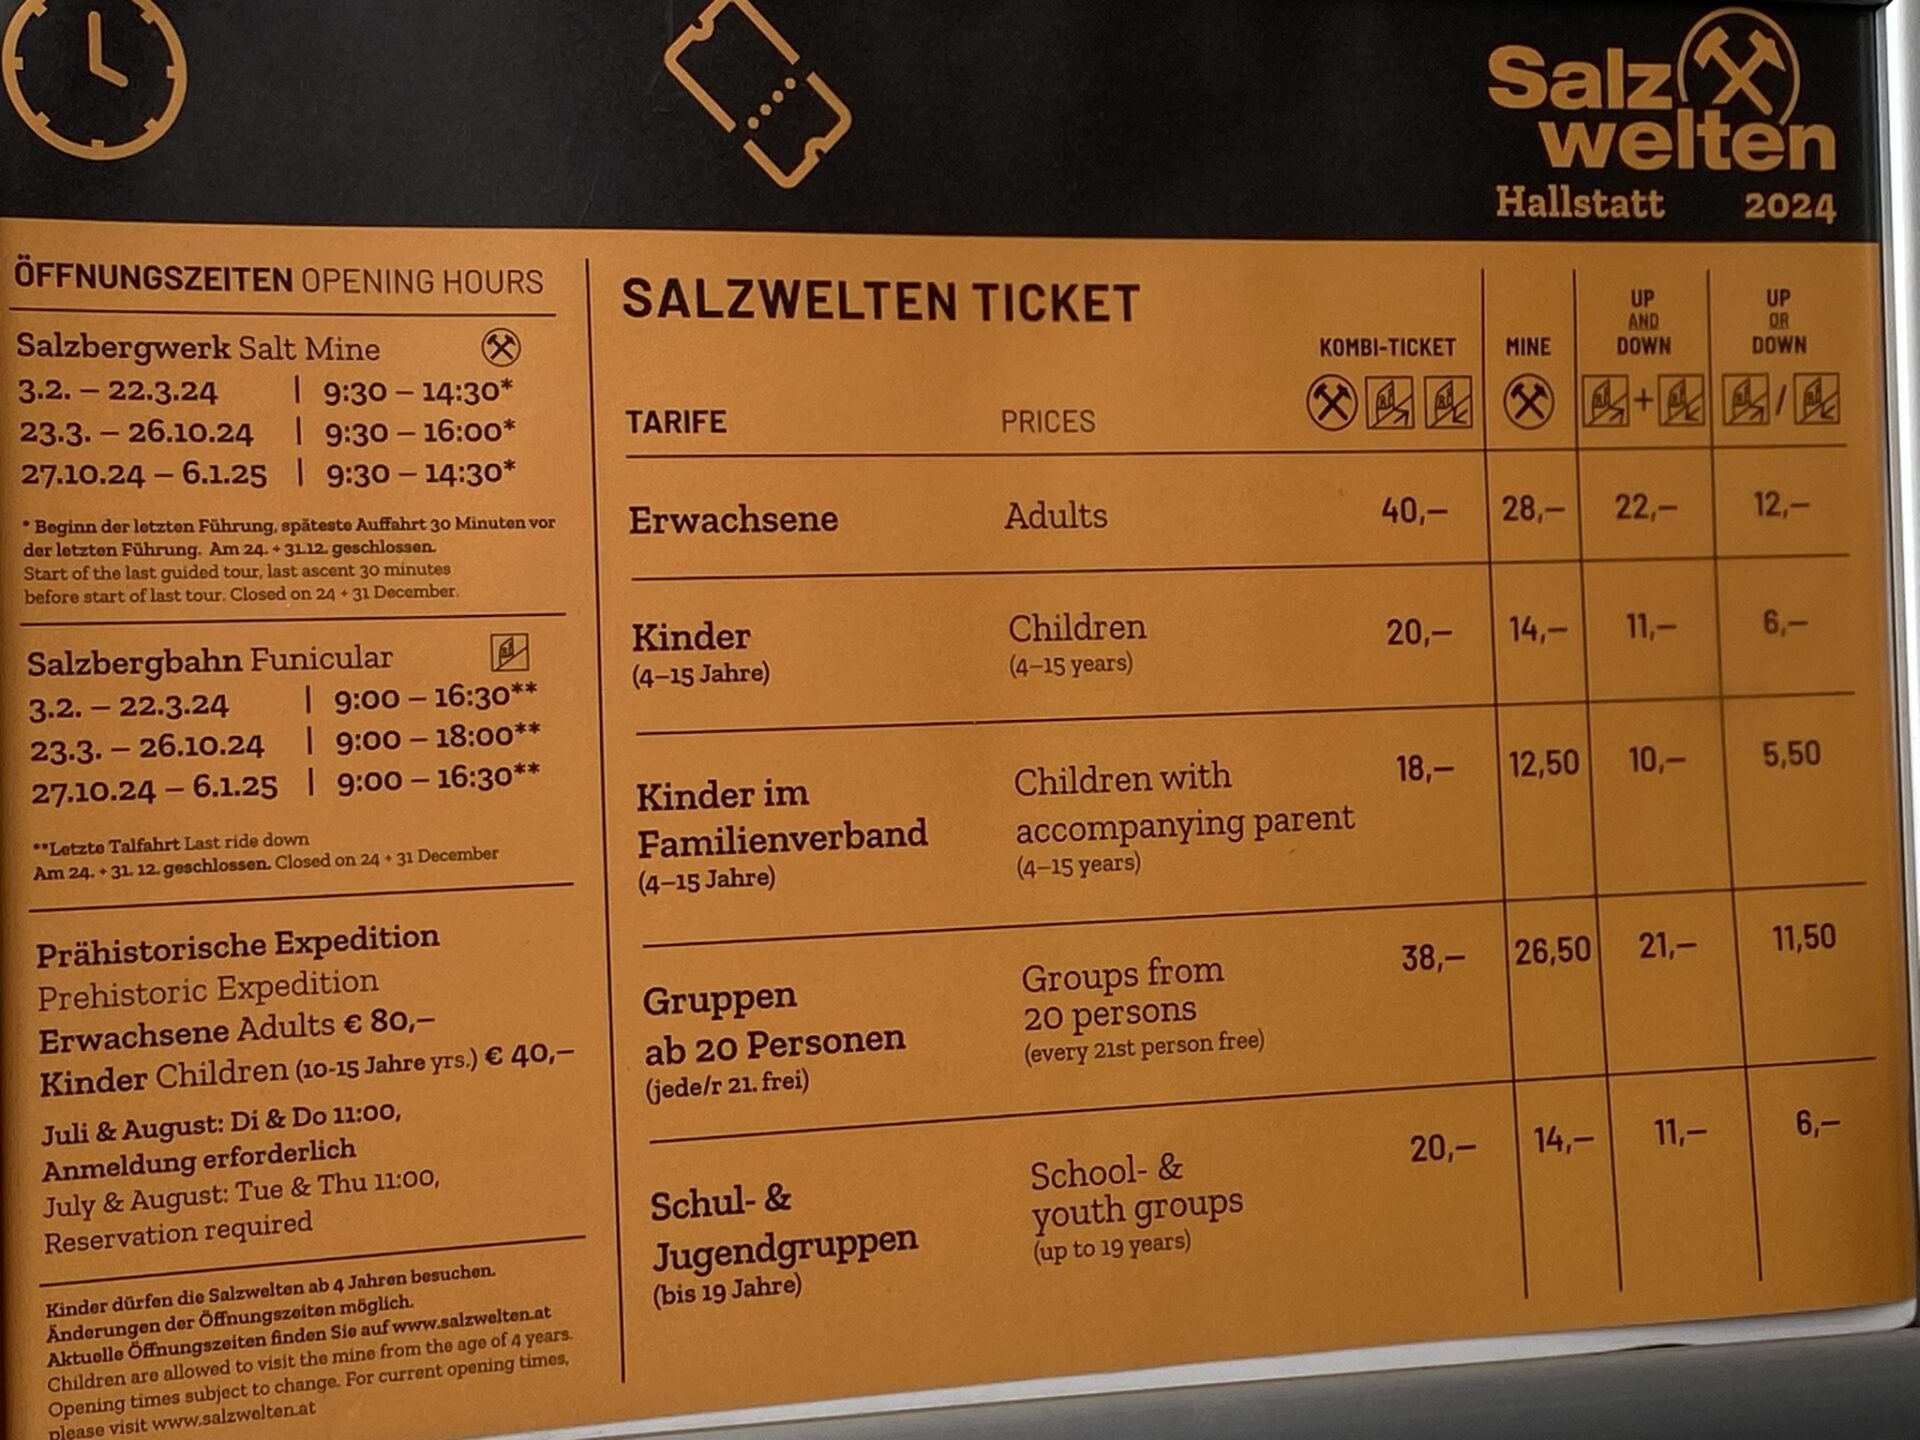 Salz
welten
Hallstatt 2024
ÖFFNUNGSZEITEN OPENING HOURS
Salzbergwerk Salt Mine
3.2. – 22.3.24 | 9:30 – 14:30*
23.3. – 26.10.24 | 9:30 – 16:00*
27.10.24 – 6.1.25 | 9:30 – 14:30*
* Beginn der letzten Führung, späteste Auffahrt 30 Minuten vor
der letzten Führung. Am 24. + 31.12. geschlossen.
Start of the last guided tour, last ascent 30 minutes
before start of last tour. Closed on 24 + 31 December.
Salzbergbahn Funicular
3.2. – 22.3.24 | 9:00 – 16:30**
23.3. – 26.10.24 | 9:00 – 18:00**
27.10.24 – 6.1.25 | 9:00 – 16:30**
**Letzte Talfahrt Last ride down
Am 24. + 31. 12. geschlossen. Closed on 24 + 31 December
Prähistorische Expedition
Prehistoric Expedition
Erwachsene Adults € 80,–
Kinder Children (10-15 Jahre yrs.) € 40,–
Juli & August: Di & Do 11:00,
Anmeldung erforderlich
July & August: Tue & Thu 11:00,
Reservation required
Kinder dürfen die Salzwelten ab 4 Jahren besuchen.
Änderungen der Öffnungszeiten möglich.
Aktuelle Öffnungszeiten finden Sie auf www.salzwelten.at
Children are allowed to visit the mine from the age of 4 years.
Opening times subject to change. For current opening times,
please visit www.salzwelten.at
SALZWELTEN TICKET
TARIFE PRICES KOMBI-TICKET MINE UP AND DOWN UP OR DOWN
+ /
Erwachsene Adults 40,– 28,– 22,– 12,–
Kinder Children 20,– 14,– 11,– 6,–
(4–15 Jahre) (4–15 years)
Kinder im Children with 18,– 12,50 10,– 5,50
Familienverband accompanying parent
(4–15 Jahre) (4–15 years)
Gruppen Groups from 38,– 26,50 21,– 11,50
ab 20 Personen 20 persons
(jede/r 21. frei) (every 21st person free)
Schul- & School- & 20,– 14,– 11,– 6,–
Jugendgruppen youth groups
(bis 19 Jahre) (up to 19 years)